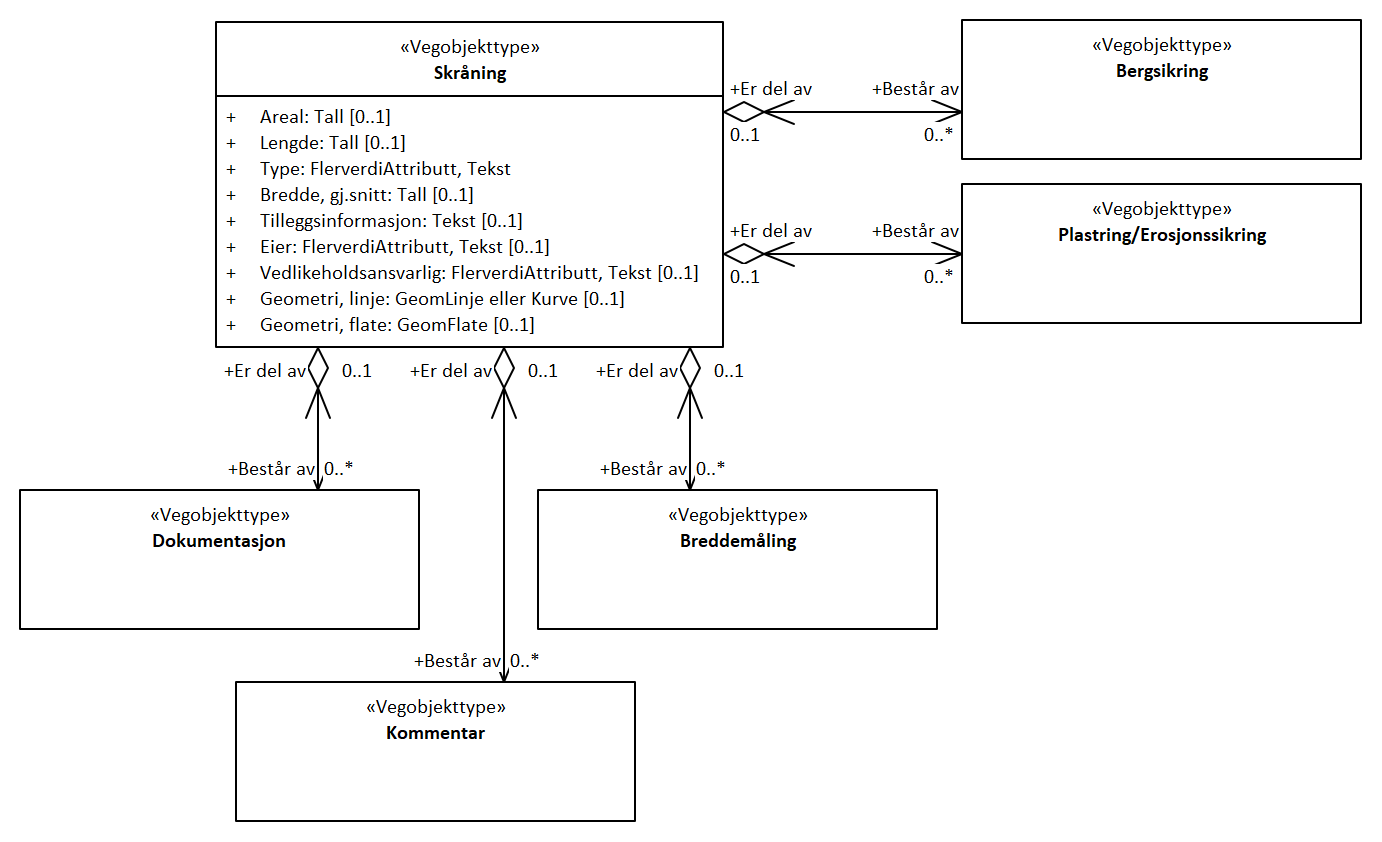 «Vegobjekttype»
Skråning
+ Areal: Tall [0..1]
+ Lengde: Tall [0..1]
+ Type: FlerverdiAttributt, Tekst
+ Bredde, gj.snitt: Tall [0..1]
+ Tilleggsinformasjon: Tekst [0..1]
+ Eier: FlerverdiAttributt, Tekst [0..1]
+ Vedlikeholdsansvarlig: FlerverdiAttributt, Tekst [0..1]
+ Geometri, linje: GeomLinje eller Kurve [0..1]
+ Geometri, flate: GeomFlate [0..1]
+Er del av +Består av
0..1 0..*
«Vegobjekttype»
Bergsikring
+Er del av +Består av
0..1 0..*
«Vegobjekttype»
Plastring/Erosjonssikring
+Er del av 0..1 +Er del av 0..1 +Er del av 0..1
+Består av 0..* +Består av 0..*
«Vegobjekttype»
Dokumentasjon
«Vegobjekttype»
Breddemåling
+Består av 0..*
«Vegobjekttype»
Kommentar